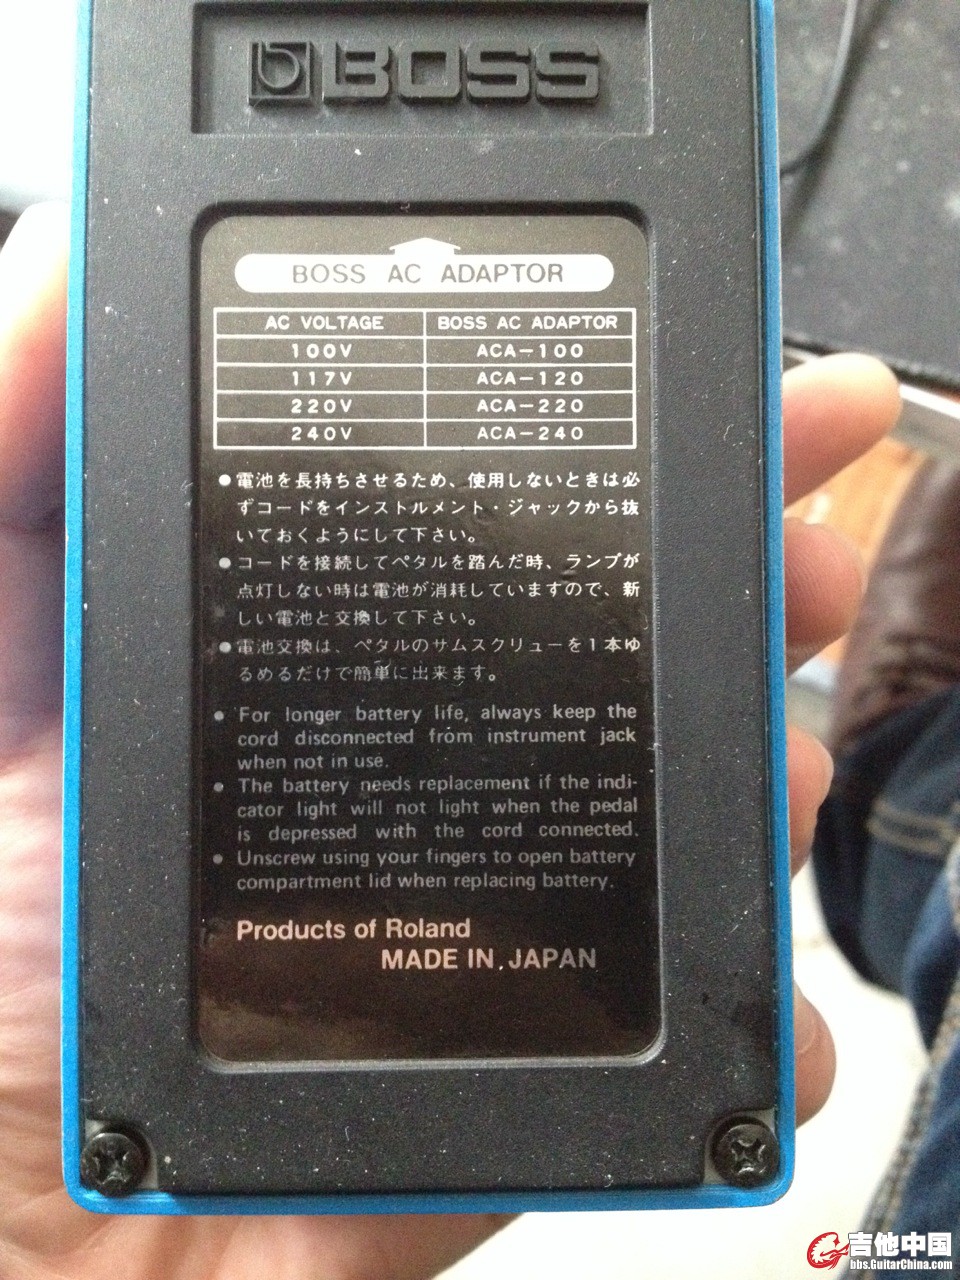 BOSS
BOSS AC ADAPTOR
AC VOLTAGE BOSS AC ADAPTOR
100V ACA-100
117V ACA-120
220V ACA-220
240V ACA-240
●電池を長持ちさせるため、使用しないときは必
ずコードをインストルメント・ジャックから抜
いておくようにして下さい。
●コードを接続してペタルを踏んだ時、ランプが
点灯しない時は電池が消耗していますので、新
しい電池と交換して下さい。
●電池交換は、ペタルのサムスクリューを1本ゆ
るめるだけで簡単に出来ます。
● For longer battery life, always keep the
cord disconnected from instrument jack
when not in use.
● The battery needs replacement if the indi-
cator light will not light when the pedal
is depressed with the cord connected.
● Unscrew using your fingers to open battery
compartment lid when replacing battery.
Products of Roland
MADE IN JAPAN
吉他中国
bbs.GuitarChina.com